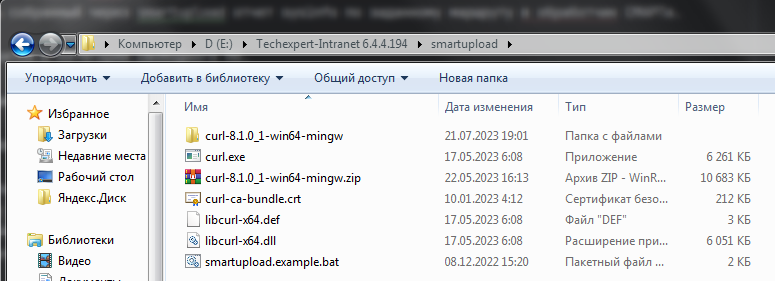 smartupload отчет sysinfo по заданному
Компьютер ▸ D (E:) ▸ Techexpert-Intranet 6.4.4.194 ▸ smartupload ▸
Упорядочить Добавить в библиотеку Общий доступ Новая папка
Избранное
Загрузки
Недавние места
Рабочий стол
Яндекс.Диск
Библиотеки
Видео
Документы
Имя Дата изменения Тип Размер
curl-8.1.0_1-win64-mingw 21.07.2023 19:01 Папка с файлами
curl.exe 17.05.2023 6:08 Приложение 6 261 КБ
curl-8.1.0_1-win64-mingw.zip 22.05.2023 16:13 Архив ZIP - WinR... 10 683 КБ
curl-ca-bundle.crt 10.01.2023 4:12 Сертификат безо... 212 КБ
libcurl-x64.def 17.05.2023 6:08 Файл "DEF" 3 КБ
libcurl-x64.dll 17.05.2023 6:08 Расширение при... 6 051 КБ
smartupload.example.bat 08.12.2022 15:20 Пакетный файл ... 2 КБ